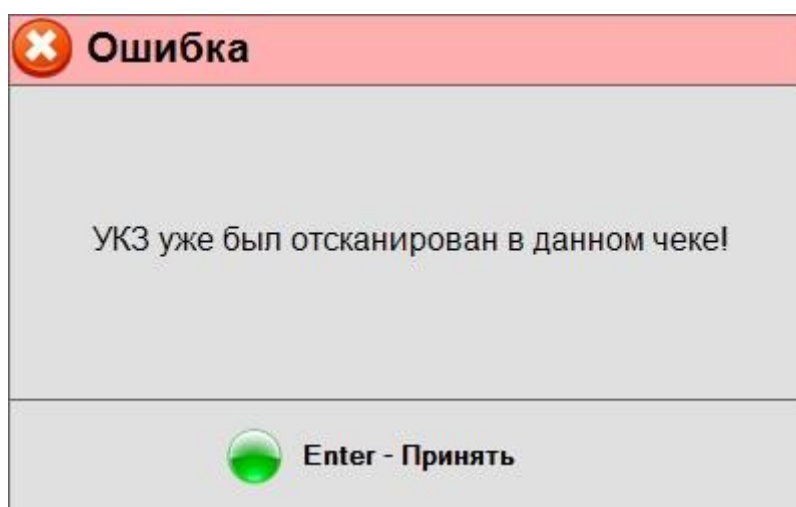 Ошибка
УКЗ уже был отсканирован в данном чеке!
Enter - Принять